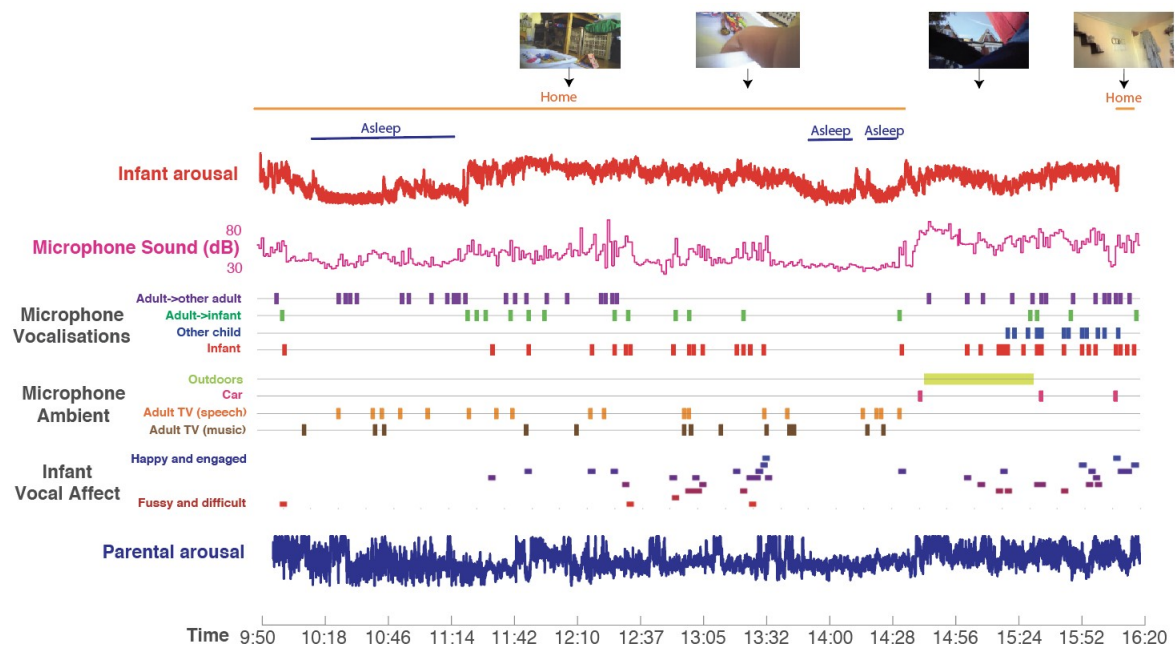 Home
Home
Asleep
Asleep
Asleep
Infant arousal
80
Microphone Sound (dB)
30
Adult->other adult
Microphone
Vocalisations
Adult->infant
Other child
Infant
Outdoors
Microphone
Ambient
Car
Adult TV (speech)
Adult TV (music)
Happy and engaged
Infant
Vocal Affect
Fussy and difficult
Parental arousal
Time
9:50 10:18 10:46 11:14 11:42 12:10 12:37 13:05 13:32 14:00 14:28 14:56 15:24 15:52 16:20